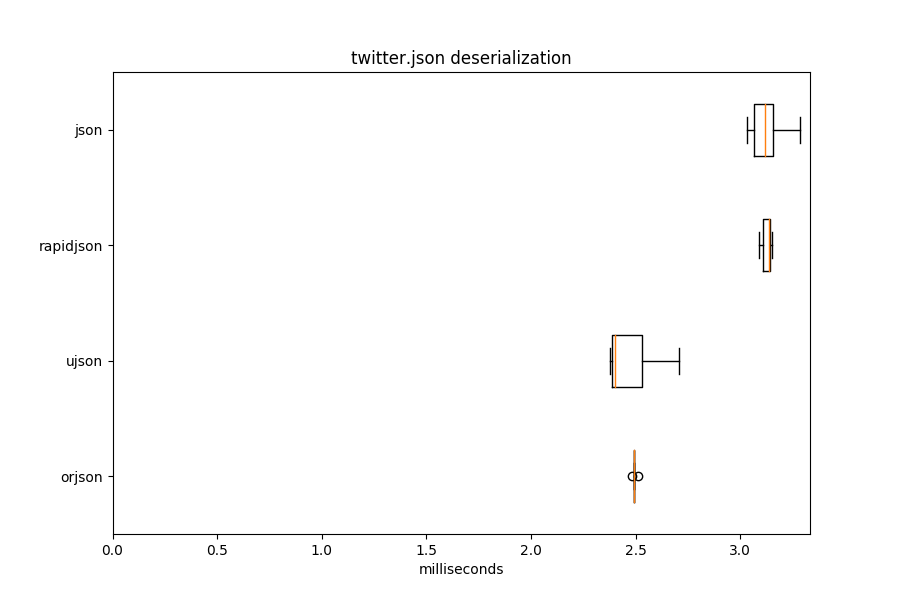 twitter.json deserialization
json
rapidjson
ujson
orjson
0.0 0.5 1.0 1.5 2.0 2.5 3.0
milliseconds